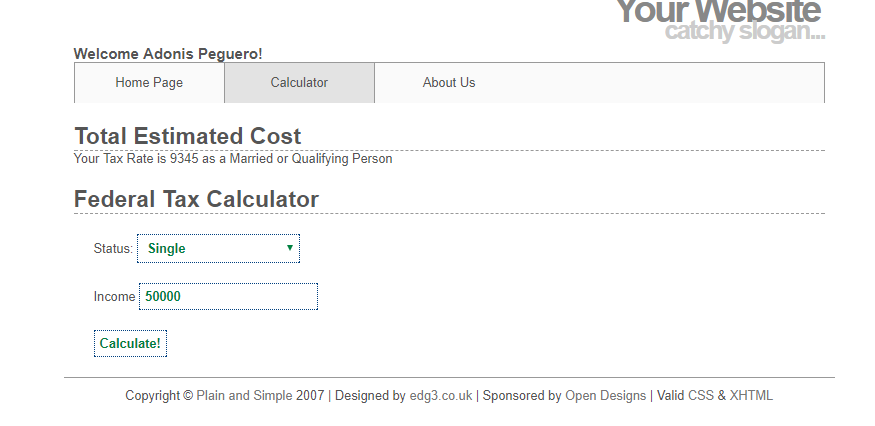 Your Website
catchy slogan...
Welcome Adonis Peguero!
Home Page Calculator About Us
Total Estimated Cost
Your Tax Rate is 9345 as a Married or Qualifying Person
Federal Tax Calculator
Status: Single
Income 50000
Calculate!
Copyright © Plain and Simple 2007 | Designed by edg3.co.uk | Sponsored by Open Designs | Valid CSS & XHTML